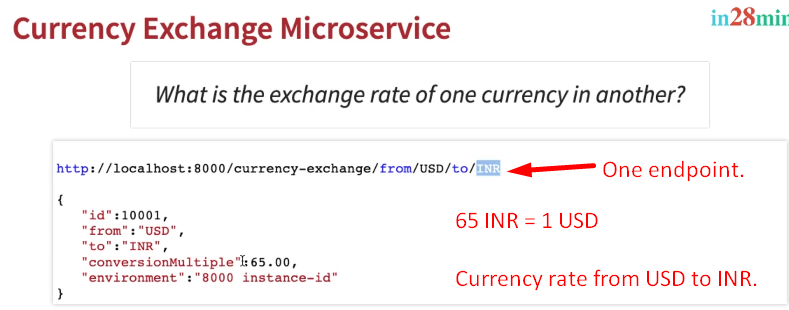 Currency Exchange Microservice
in28min
What is the exchange rate of one currency in another?
http://localhost:8000/currency-exchange/from/USD/to/INR
One endpoint.
{
"id":10001,
65 INR = 1 USD
"from":"USD",
"to":"INR",
"conversionMultiple":65.00,
"environment":"8000 instance-id"
Currency rate from USD to INR.
}